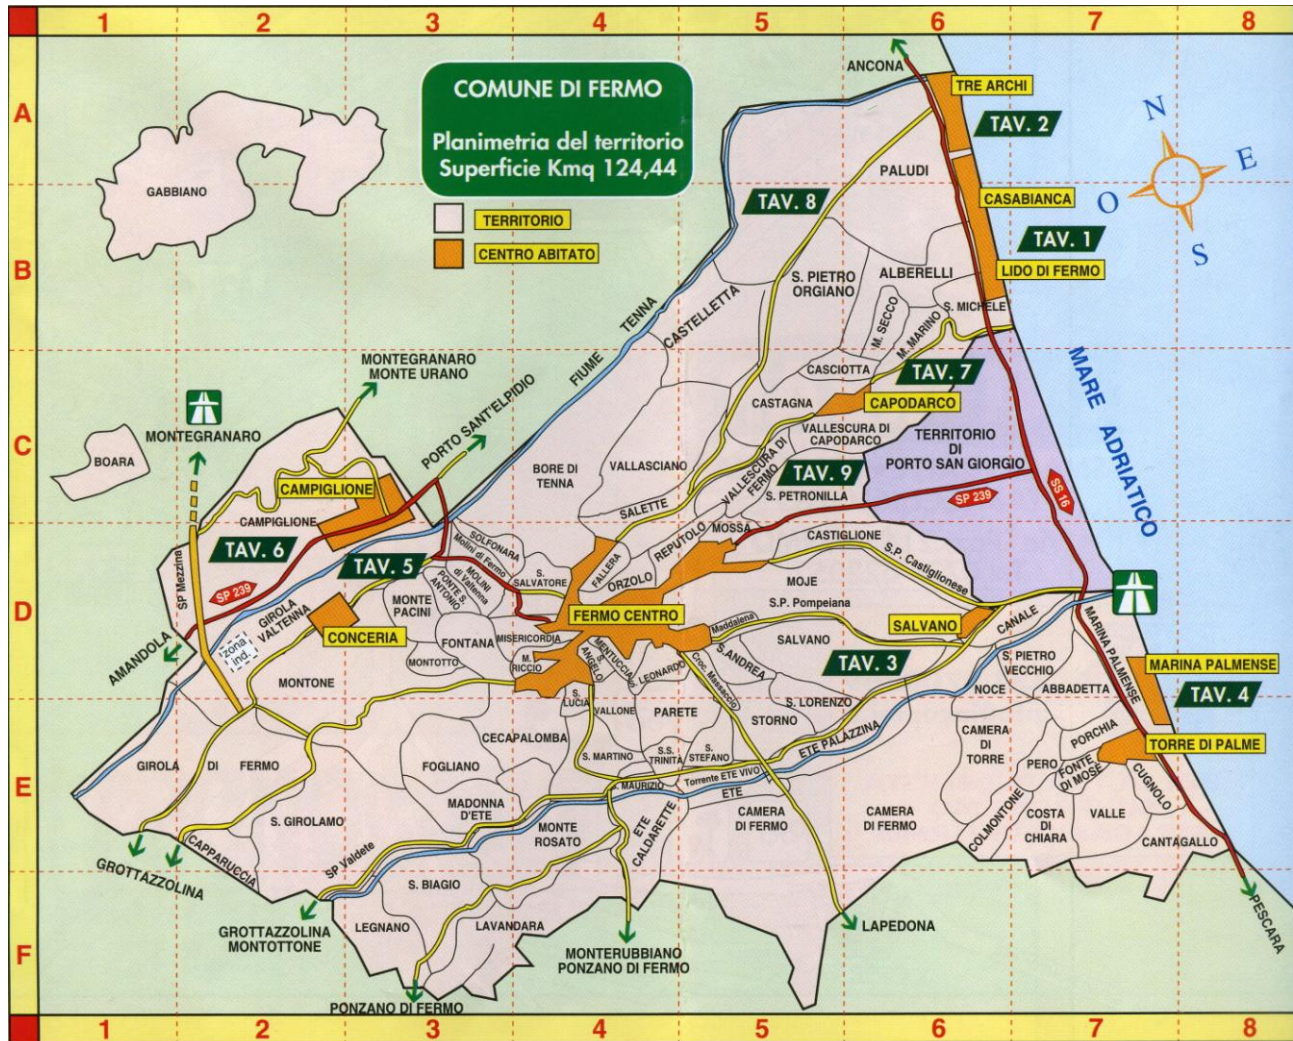 1 2 3 4 5 6 7 8
A
B
C
D
E
F
COMUNE DI FERMO
Planimetria del territorio
Superficie Kmq 124,44
TERRITORIO
CENTRO ABITATO
ANCONA
TRE ARCHI
TAV. 2
N
E
O
S
GABBIANO
PALUDI
TAV. 8
CASABIANCA
TAV. 1
LIDO DI FERMO
S. PIETRO
ORGIANO
ALBERELLI
S. MICHELE
M. SECCO
M. MARINO
FIUME TENNA
CASTELLETTA
MARE ADRIATICO
MONTEGRANARO
MONTE URANO
PORTO SANT'ELPIDIO
MONTEGRANARO
BOARA
CASCIOTTA
TAV. 7
CASTAGNA
CAPODARCO
VALLESCURA DI
CAPODARCO
VALLESCURA DI
FERMO
TERRITORIO
DI
PORTO SAN GIORGIO
BORE DI
TENNA
VALLASCIANO
TAV. 9
S. PETRONILLA
SP 239
SS 16
CAMPIGLIONE
CAMPIGLIONE
SALETTE
MOSSA
REPUTOLO
TAV. 6
TAV. 5
SP Mezzina
SP 239
SOLFONARA
Molini di Fermo
MOLINI
di Valtenna
PONTE S.
ANTONIO
S.
SALVATORE
FALLERA
ORZOLO
CASTIGLIONE
S.P. Castiglionese
MOJE
S.P. Pompeiana
GIROLA
VALTENNA
zona
ind.
CONCERIA
MONTE
PACINI
FONTANA
MONTOTTO
MISERICORDIA
M.
RICCIO
FERMO CENTRO
Maddalena
SALVANO
SALVANO
TAV. 3
CANALE
MARINA PALMENSE
MARINA PALMENSE
TAV. 4
AMANDOLA
MONTONE
S.
ANGELO
MENTUCCIA
LEONARDO
Croc. Massaccio
S.ANDREA
S. PIETRO
VECCHIO
NOCE
ABBADETTA
S.
LUCIA
VALLONE
PARETE
STORNO
S. LORENZO
ETE PALAZZINA
CAMERA
DI
TORRE
PORCHIA
TORRE DI PALME
CECAPALOMBA
S. MARTINO
S.S.
TRINITÀ
S.
STEFANO
GIROLA DI FERMO
FOGLIANO
MADONNA
D'ETE
S. MAURIZIO
Torrente ETE VIVO
ETE
PERO
FONTE
DI MOSÈ
CUGNOLO
S. GIROLAMO
MONTE
ROSATO
ETE
CALDARETTE
CAMERA
DI FERMO
CAMERA
DI FERMO
COLMONTONE
COSTA
DI
CHIARA
VALLE
CANTAGALLO
CAPPARUCCIA
GROTTAZZOLINA
SP Valdete
S. BIAGIO
GROTTAZZOLINA
MONTOTTONE
LEGNANO
LAVANDARA
MONTERUBBIANO
PONZANO DI FERMO
LAPEDONA
PESCARA
PONZANO DI FERMO
1 2 3 4 5 6 7 8
A
B
C
D
E
F